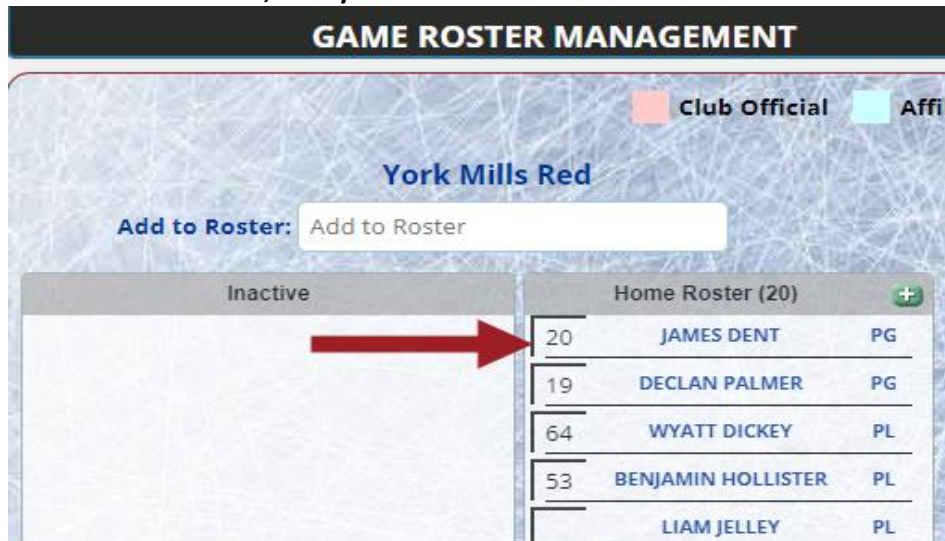 GAME ROSTER MANAGEMENT
Club Official Affi
York Mills Red
Add to Roster: Add to Roster
Inactive Home Roster (20)
20 JAMES DENT PG
19 DECLAN PALMER PG
64 WYATT DICKEY PL
53 BENJAMIN HOLLISTER PL
LIAM JELLEY PL